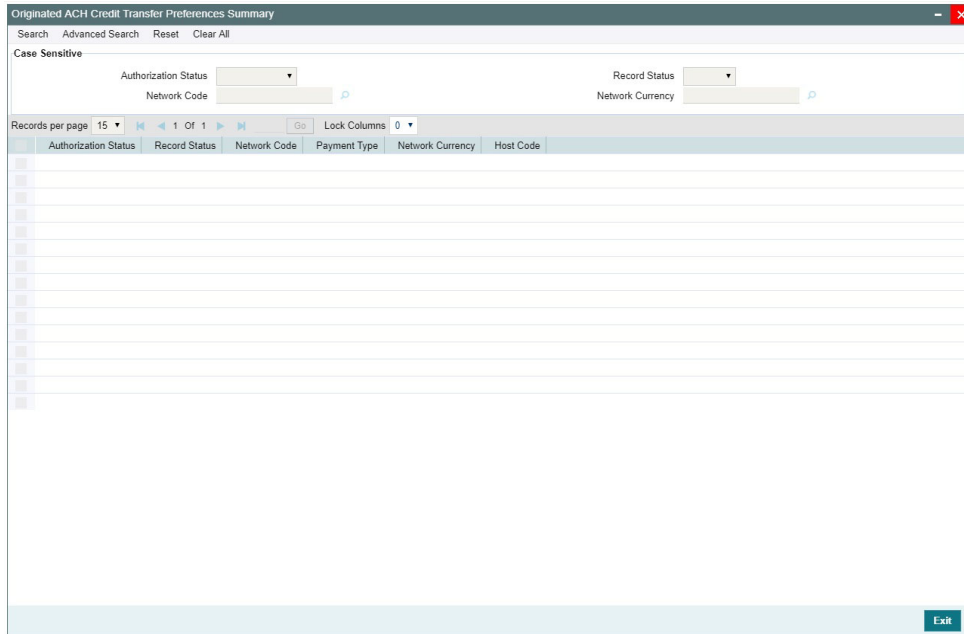 Originated ACH Credit Transfer Preferences Summary
Search Advanced Search Reset Clear All
Case Sensitive
Authorization Status Record Status
Network Code Network Currency
Records per page 15 1 Of 1 Go Lock Columns 0
Authorization Status Record Status Network Code Payment Type Network Currency Host Code
Exit